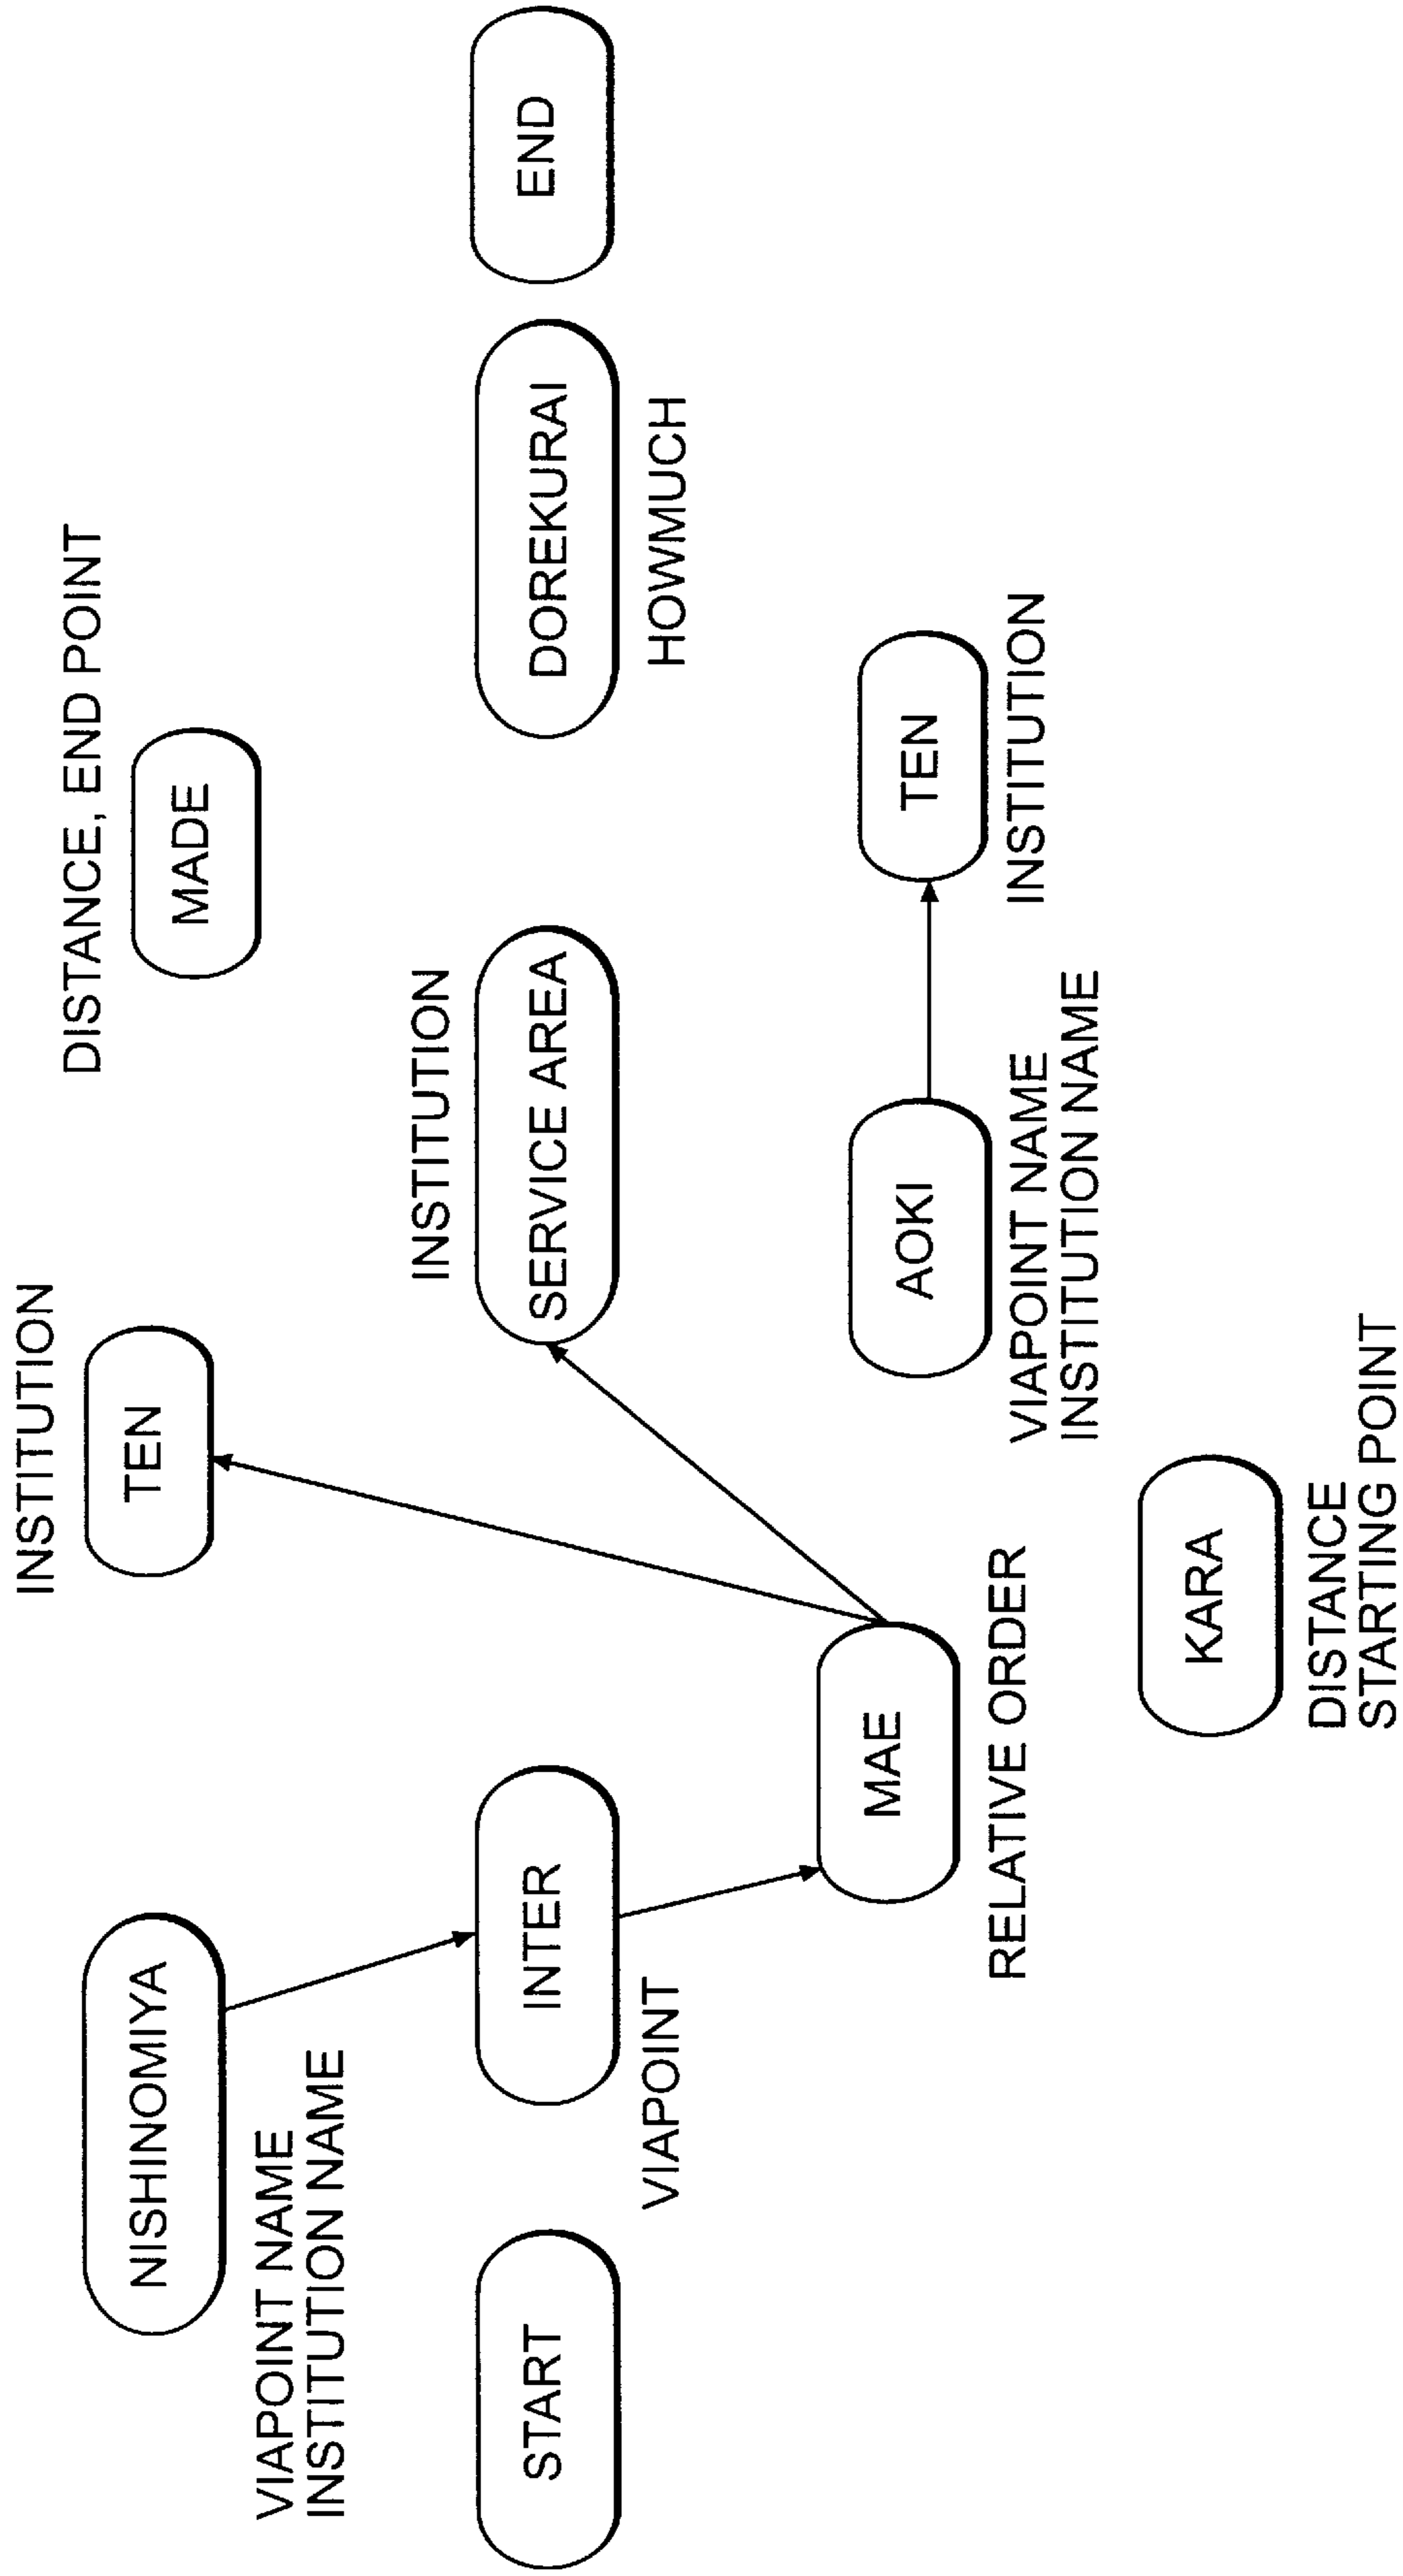 INSTITUTION
TEN
DISTANCE, END POINT
MADE
NISHINOMIYA
VIAPOINT NAME
INSTITUTION NAME
START
INTER
VIAPOINT
INSTITUTION
SERVICE AREA
DOREKURAI
HOWMUCH
END
MAE
RELATIVE ORDER
AOKI
VIAPOINT NAME
INSTITUTION NAME
TEN
INSTITUTION
KARA
DISTANCE
STARTING POINT